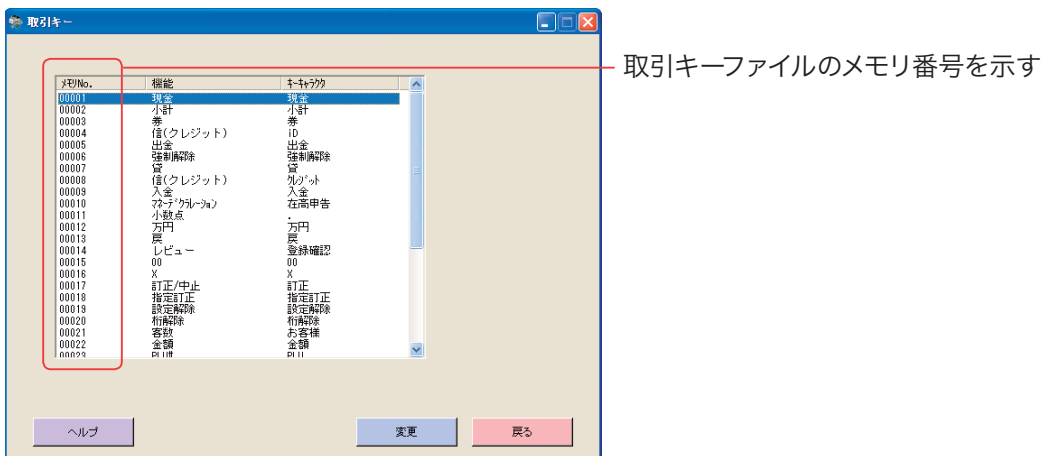 取引キー
取引キーファイルのメモリ番号を示す
ﾒﾓﾘNo. 機能 ｷｰｷｬﾗｸﾀ
00001 現金 現金
00002 小計 小計
00003 券 券
00004 信(クレジット) iD
00005 出金 出金
00006 強制解除 強制解除
00007 貸 貸
00008 信(クレジット) ｸﾚｼﾞｯﾄ
00009 入金 入金
00010 ﾏﾈｰﾃﾞｸﾗﾚｰｼｮﾝ 在高申告
00011 小数点 .
00012 万円 万円
00013 戻 戻
00014 レビュー 登録確認
00015 00 00
00016 X X
00017 訂正/中止 訂正
00018 指定訂正 指定訂正
00019 設定解除 設定解除
00020 桁解除 桁解除
00021 客数 お客様
00022 金額 金額
00023 PLU# PLU
ヘルプ 変更 戻る